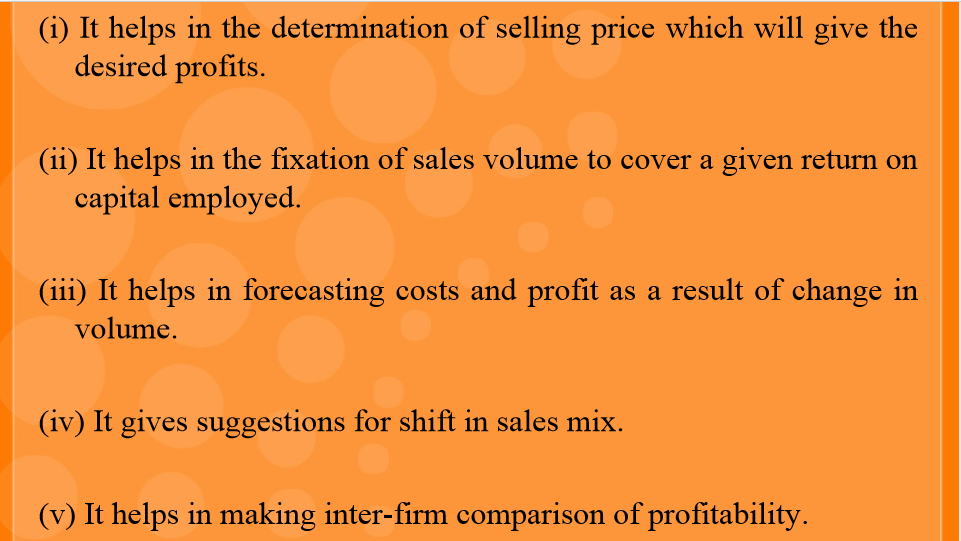 (i) It helps in the determination of selling price which will give the
desired profits.
(ii) It helps in the fixation of sales volume to cover a given return on
capital employed.
(iii) It helps in forecasting costs and profit as a result of change in
volume.
(iv) It gives suggestions for shift in sales mix.
(v) It helps in making inter-firm comparison of profitability.